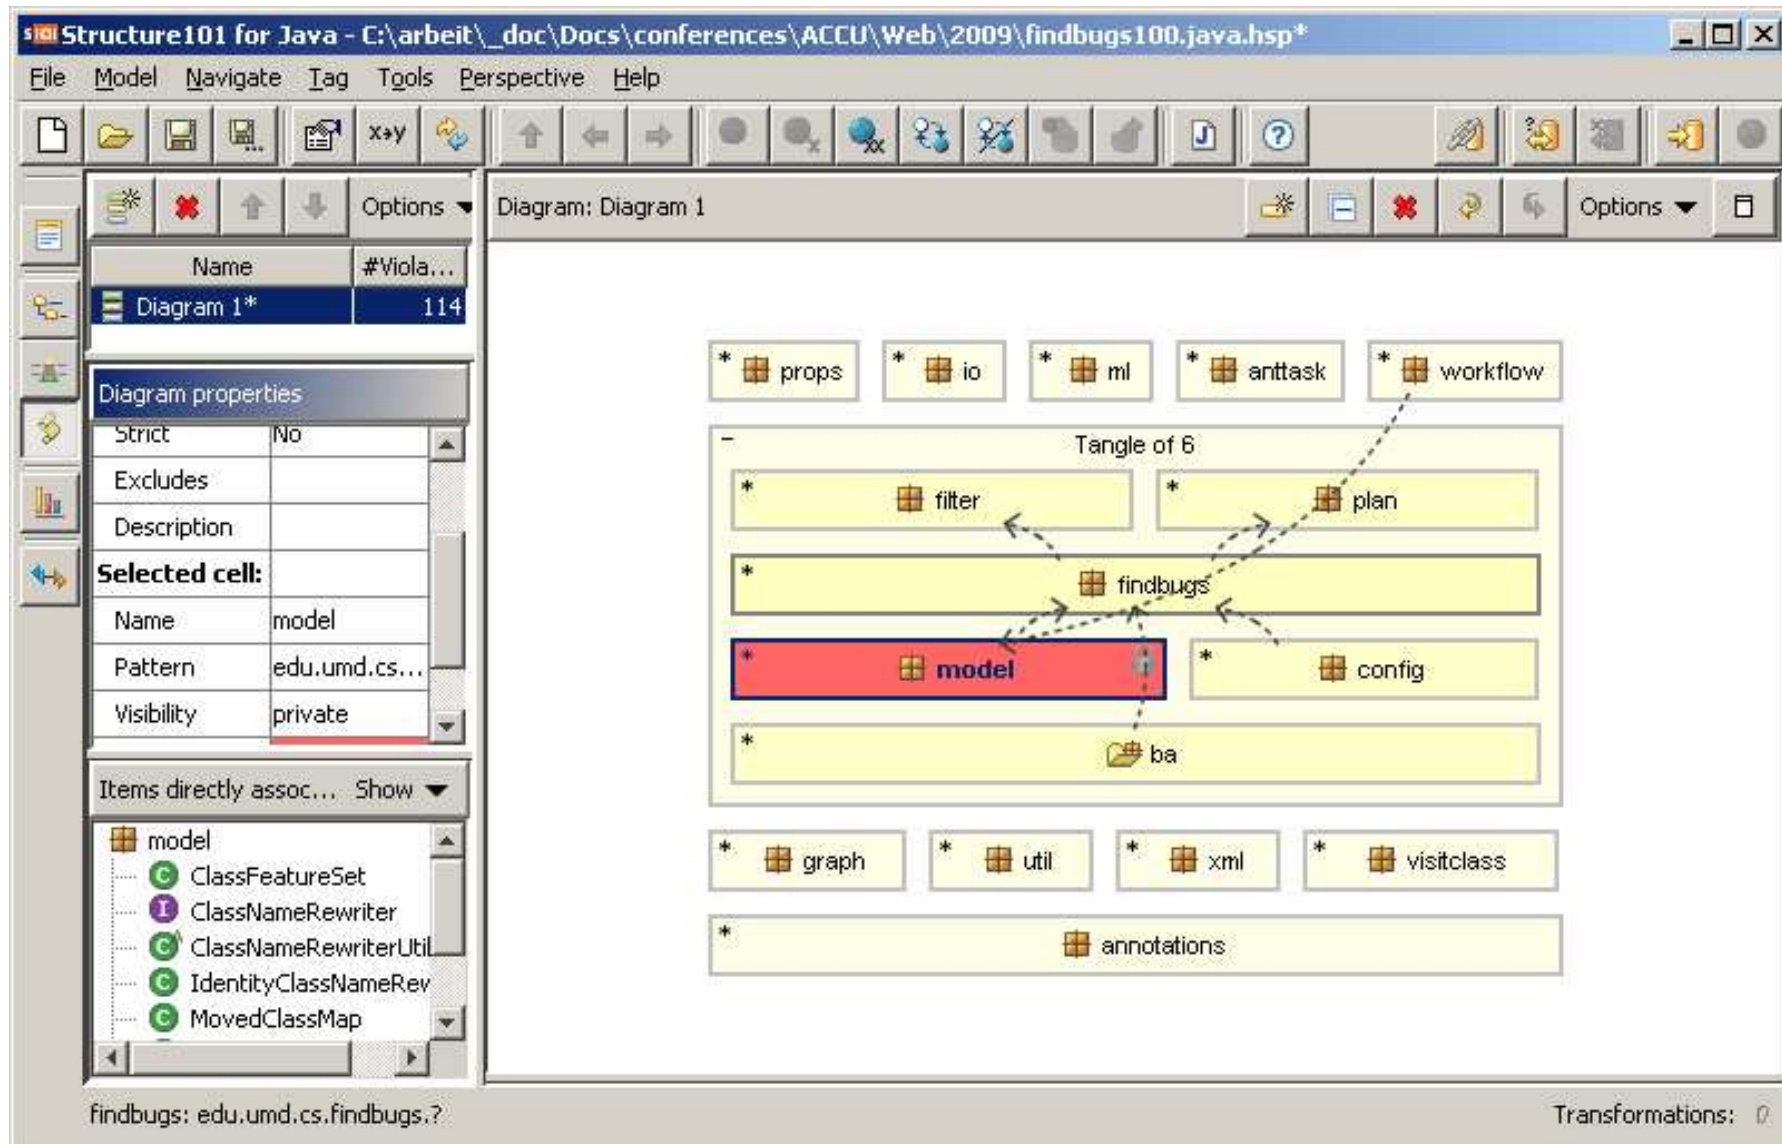 Structure101 for Java - C:\arbeit\_doc\Docs\conferences\ACCU\Web\2009\findbugs100.java.hsp*
File Model Navigate Tag Tools Perspective Help
x→y
xx
J
?
Options
Diagram: Diagram 1
Options
Name #Viola...
Diagram 1* 114
Diagram properties
Strict No
Excludes
Description
Selected cell:
Name model
Pattern edu.umd.cs...
Visibility private
Items directly assoc... Show
model
ClassFeatureSet
ClassNameRewriter
ClassNameRewriterUtil
IdentityClassNameRev
MovedClassMap
* props * io * ml * anttask * workflow
Tangle of 6
* filter * plan
* findbugs
* model * config
* ba
* graph * util * xml * visitclass
* annotations
findbugs: edu.umd.cs.findbugs.?
Transformations: 0